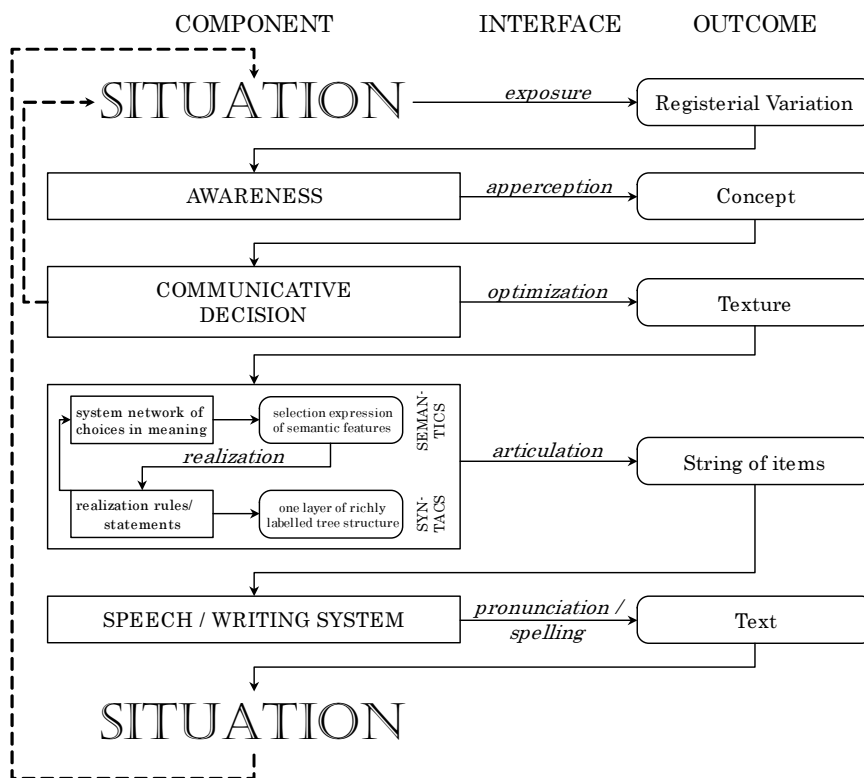 COMPONENT INTERFACE OUTCOME
SITUATION
exposure
Registerial Variation
AWARENESS
apperception
Concept
COMMUNICATIVE
DECISION
optimization
Texture
system network of
choices in meaning
selection expression
of semantic features
SEMAN-
TICS
realization
realization rules/
statements
one layer of richly
labelled tree structure
SYN-
TACS
articulation
String of items
SPEECH / WRITING SYSTEM
pronunciation /
spelling
Text
SITUATION